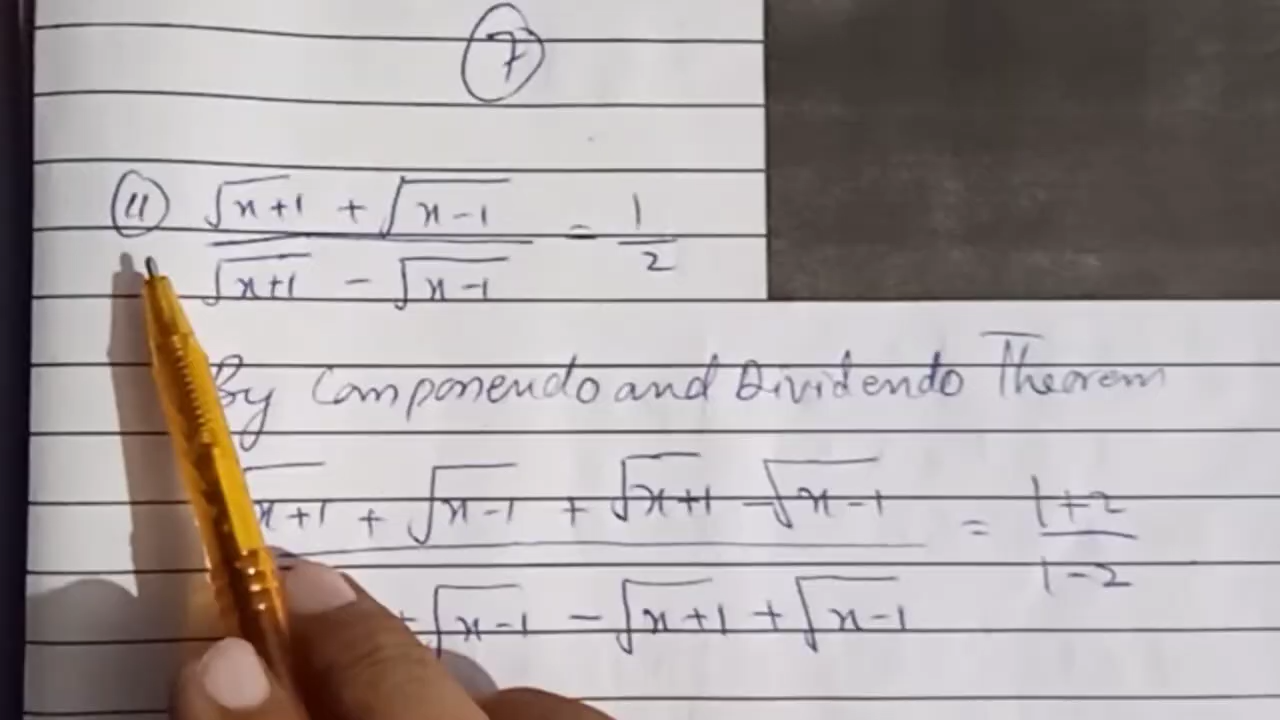 7
11 √x+1 + √x-1 = 1
√x+1 - √x-1 2
By Componendo and Dividendo Theorem
√x+1 + √x-1 + √x+1 - √x-1 = 1+2
+ √x-1 - √x+1 + √x-1 1-2